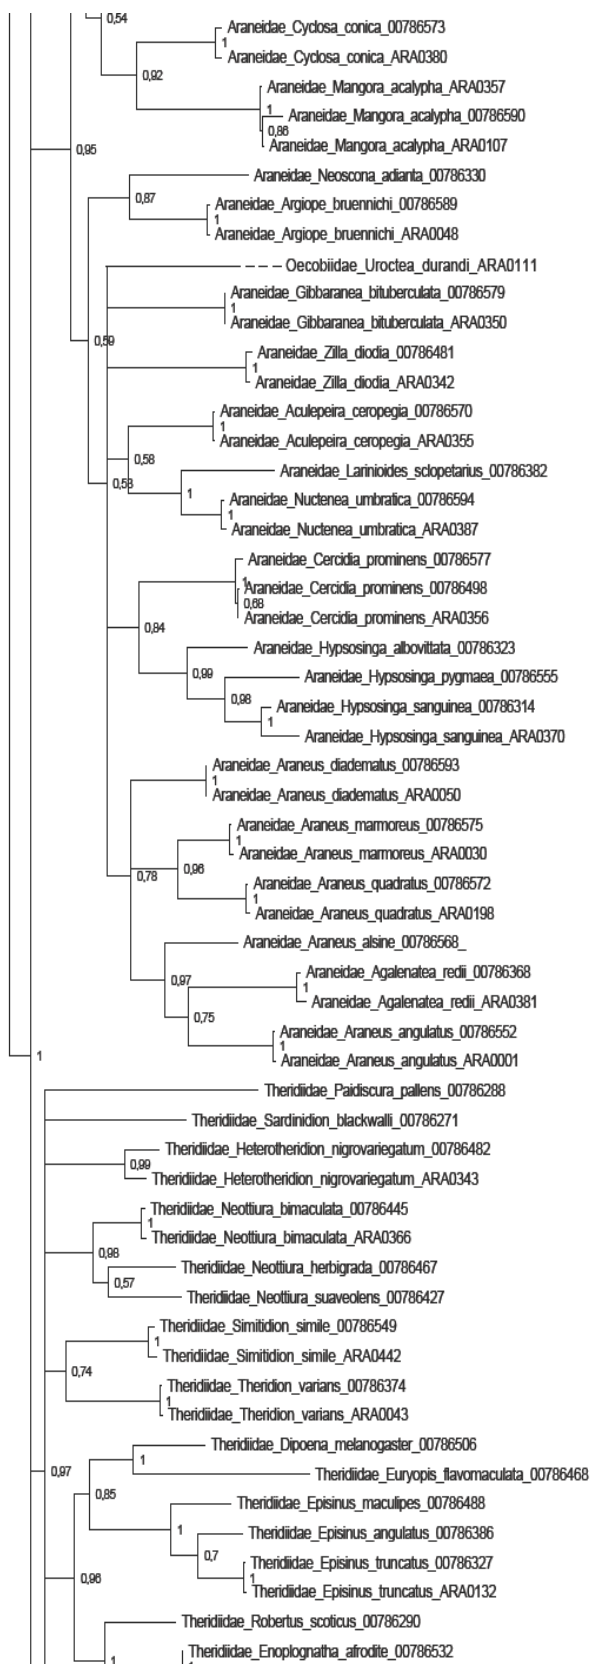 0,54
Araneidae_Cyclosa_conica_00786573
1
Araneidae_Cyclosa_conica_ARA0380
0,92
Araneidae_Mangora_acalypha_ARA0357
1
Araneidae_Mangora_acalypha_00786590
0,86
Araneidae_Mangora_acalypha_ARA0107
0,95
Araneidae_Neoscona_adianta_00786330
0,87
Araneidae_Argiope_bruennichi_00786589
1
Araneidae_Argiope_bruennichi_ARA0048
Oecobiidae_Uroctea_durandi_ARA0111
Araneidae_Gibbaranea_bituberculata_00786579
1
Araneidae_Gibbaranea_bituberculata_ARA0350
0,59
Araneidae_Zilla_diodia_00786481
1
Araneidae_Zilla_diodia_ARA0342
Araneidae_Aculepeira_ceropegia_00786570
1
Araneidae_Aculepeira_ceropegia_ARA0355
0,58
Araneidae_Larinioides_sclopetarius_00786382
0,53
1
Araneidae_Nuctenea_umbratica_00786594
1
Araneidae_Nuctenea_umbratica_ARA0387
Araneidae_Cercidia_prominens_00786577
1
Araneidae_Cercidia_prominens_00786498
0,68
Araneidae_Cercidia_prominens_ARA0356
0,84
Araneidae_Hypsosinga_albovittata_00786323
0,99
Araneidae_Hypsosinga_pygmaea_00786555
0,98
Araneidae_Hypsosinga_sanguinea_00786314
1
Araneidae_Hypsosinga_sanguinea_ARA0370
Araneidae_Araneus_diadematus_00786593
1
Araneidae_Araneus_diadematus_ARA0050
Araneidae_Araneus_marmoreus_00786575
1
Araneidae_Araneus_marmoreus_ARA0030
0,96
0,78
Araneidae_Araneus_quadratus_00786572
1
Araneidae_Araneus_quadratus_ARA0198
Araneidae_Araneus_alsine_00786568_
0,97
Araneidae_Agalenatea_redii_00786368
1
Araneidae_Agalenatea_redii_ARA0381
0,75
Araneidae_Araneus_angulatus_00786552
1
Araneidae_Araneus_angulatus_ARA0001
1
Theridiidae_Paidiscura_pallens_00786288
Theridiidae_Sardinidion_blackwalli_00786271
Theridiidae_Heterotheridion_nigrovariegatum_00786482
0,99
Theridiidae_Heterotheridion_nigrovariegatum_ARA0343
Theridiidae_Neottiura_bimaculata_00786445
1
Theridiidae_Neottiura_bimaculata_ARA0366
0,98
Theridiidae_Neottiura_herbigrada_00786467
0,57
Theridiidae_Neottiura_suaveolens_00786427
Theridiidae_Simitidion_simile_00786549
1
Theridiidae_Simitidion_simile_ARA0442
0,74
Theridiidae_Theridion_varians_00786374
1
Theridiidae_Theridion_varians_ARA0043
Theridiidae_Dipoena_melanogaster_00786506
1
0,97
Theridiidae_Euryopis_flavomaculata_00786468
0,85
Theridiidae_Episinus_maculipes_00786488
1
Theridiidae_Episinus_angulatus_00786386
0,7
Theridiidae_Episinus_truncatus_00786327
1
0,96
Theridiidae_Episinus_truncatus_ARA0132
Theridiidae_Robertus_scoticus_00786290
Theridiidae_Enoplognatha_afrodite_00786532
1